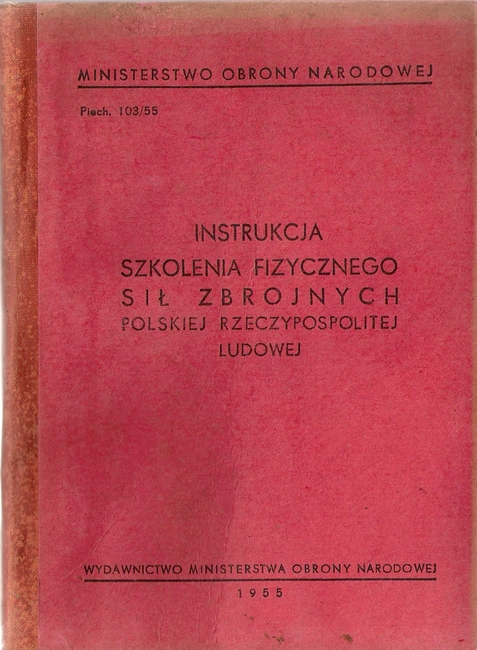 MINISTERSTWO OBRONY NARODOWEJ
Piech. 103/55
INSTRUKCJA
SZKOLENIA FIZYCZNEGO
SIŁ ZBROJNYCH
POLSKIEJ RZECZYPOSPOLITEJ
LUDOWEJ
WYDAWNICTWO MINISTERSTWA OBRONY NARODOWEJ
1955